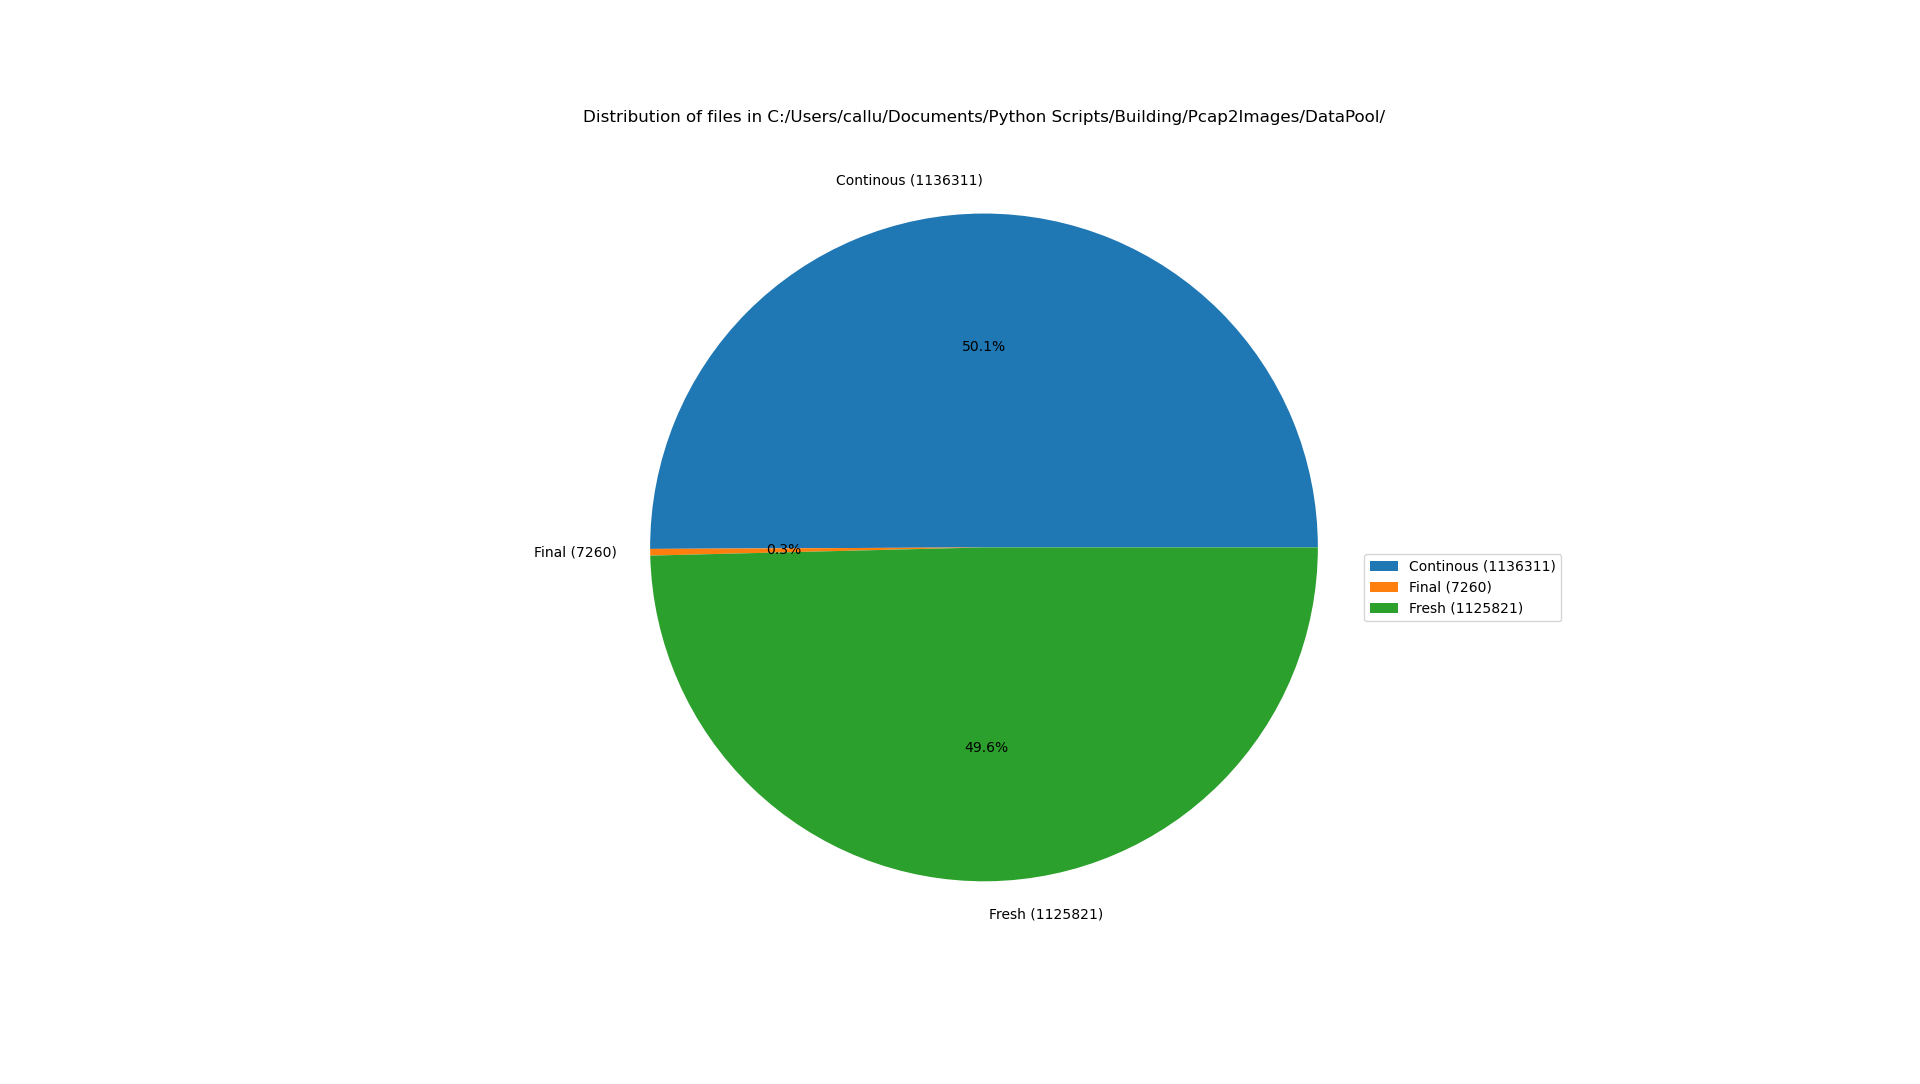 Distribution of files in C:/Users/callu/Documents/Python Scripts/Building/Pcap2Images/DataPool/
Continous (1136311)
50.1%
Final (7260)
0.3%
Continous (1136311)
Final (7260)
Fresh (1125821)
49.6%
Fresh (1125821)